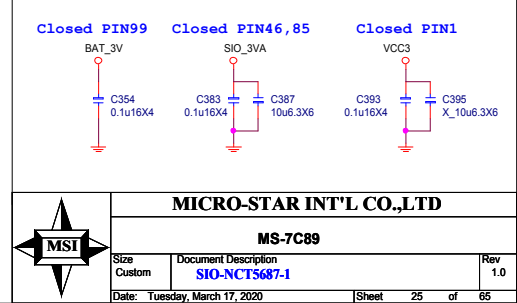 Closed PIN99 Closed PIN46,85 Closed PIN1
BAT_3V SIO_3VA VCC3
C354 C383 C387 C393 C395
0.1u16X4 0.1u16X4 10u6.3X6 0.1u16X4 X_10u6.3X6
MICRO-STAR INT'L CO.,LTD
MSI
MS-7C89
Size Document Description Rev
Custom SIO-NCT5687-1 1.0
Date: Tuesday, March 17, 2020 Sheet 25 of 65